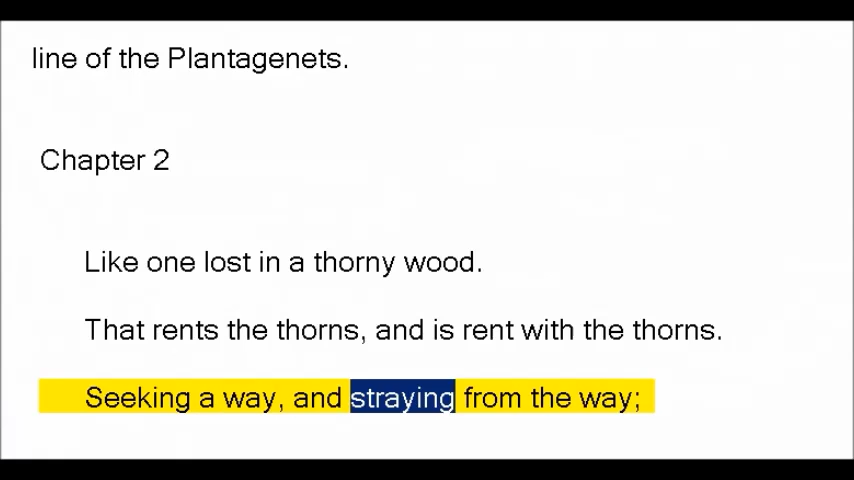 line of the Plantagenets.
Chapter 2
Like one lost in a thorny wood.
That rents the thorns, and is rent with the thorns.
Seeking a way, and straying from the way;